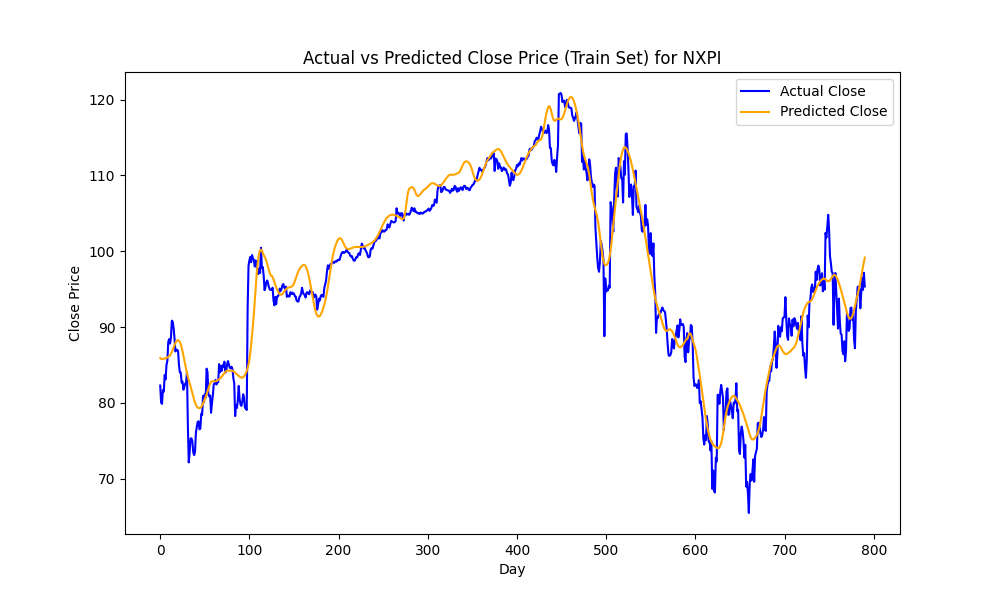 Actual vs Predicted Close Price (Train Set) for NXPI
Actual Close
Predicted Close
Close Price
120
110
100
90
80
70
0 100 200 300 400 500 600 700 800
Day